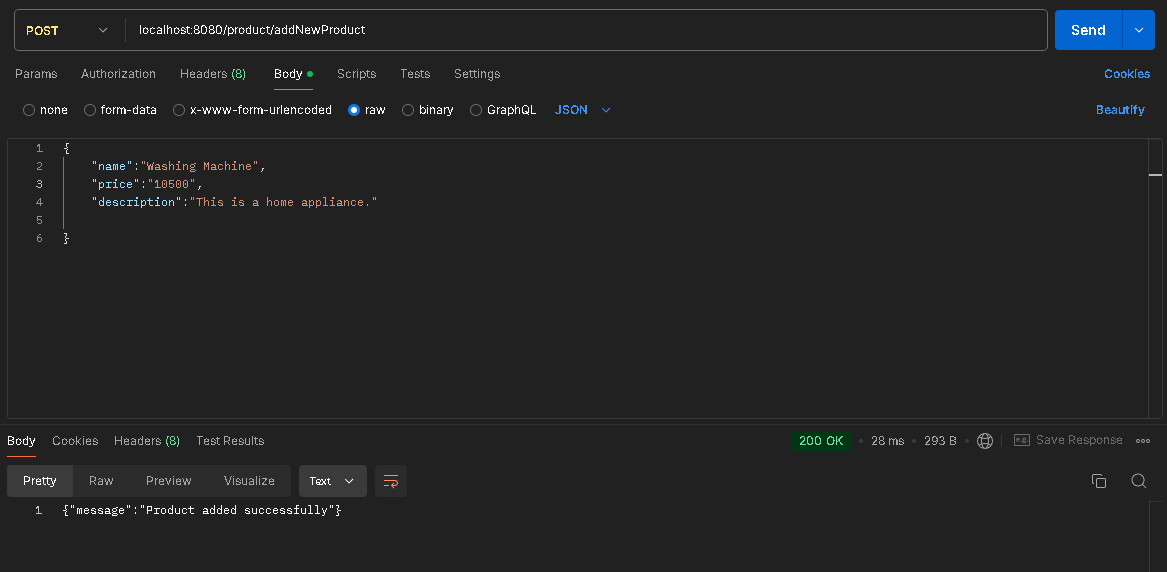 POST localhost:8080/product/addNewProduct Send
Params Authorization Headers (8) Body Scripts Tests Settings Cookies
none form-data x-www-form-urlencoded raw binary GraphQL JSON Beautify
1 {
2 "name":"Washing Machine",
3 "price":"10500",
4 "description":"This is a home appliance."
5
6 }
Body Cookies Headers (8) Test Results 200 OK 28 ms 293 B e.g. Save Response
Pretty Raw Preview Visualize Text
1 {"message":"Product added successfully"}